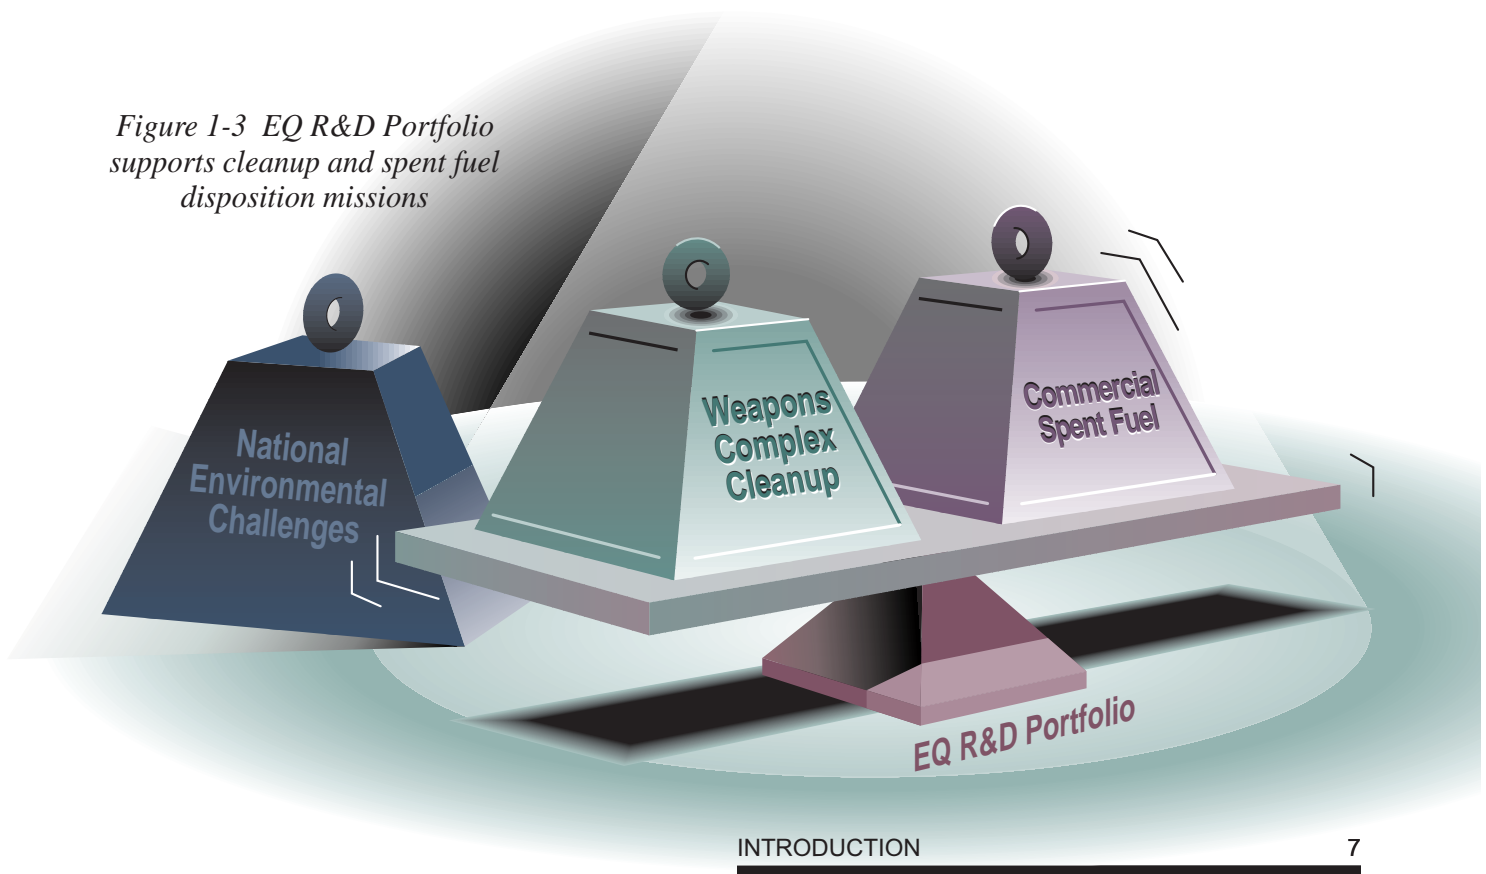 Figure 1-3 EQ R&D Portfolio
supports cleanup and spent fuel
disposition missions
National
Environmental
Challenges
Weapons
Complex
Cleanup
Commercial
Spent Fuel
EQ R&D Portfolio
INTRODUCTION 7